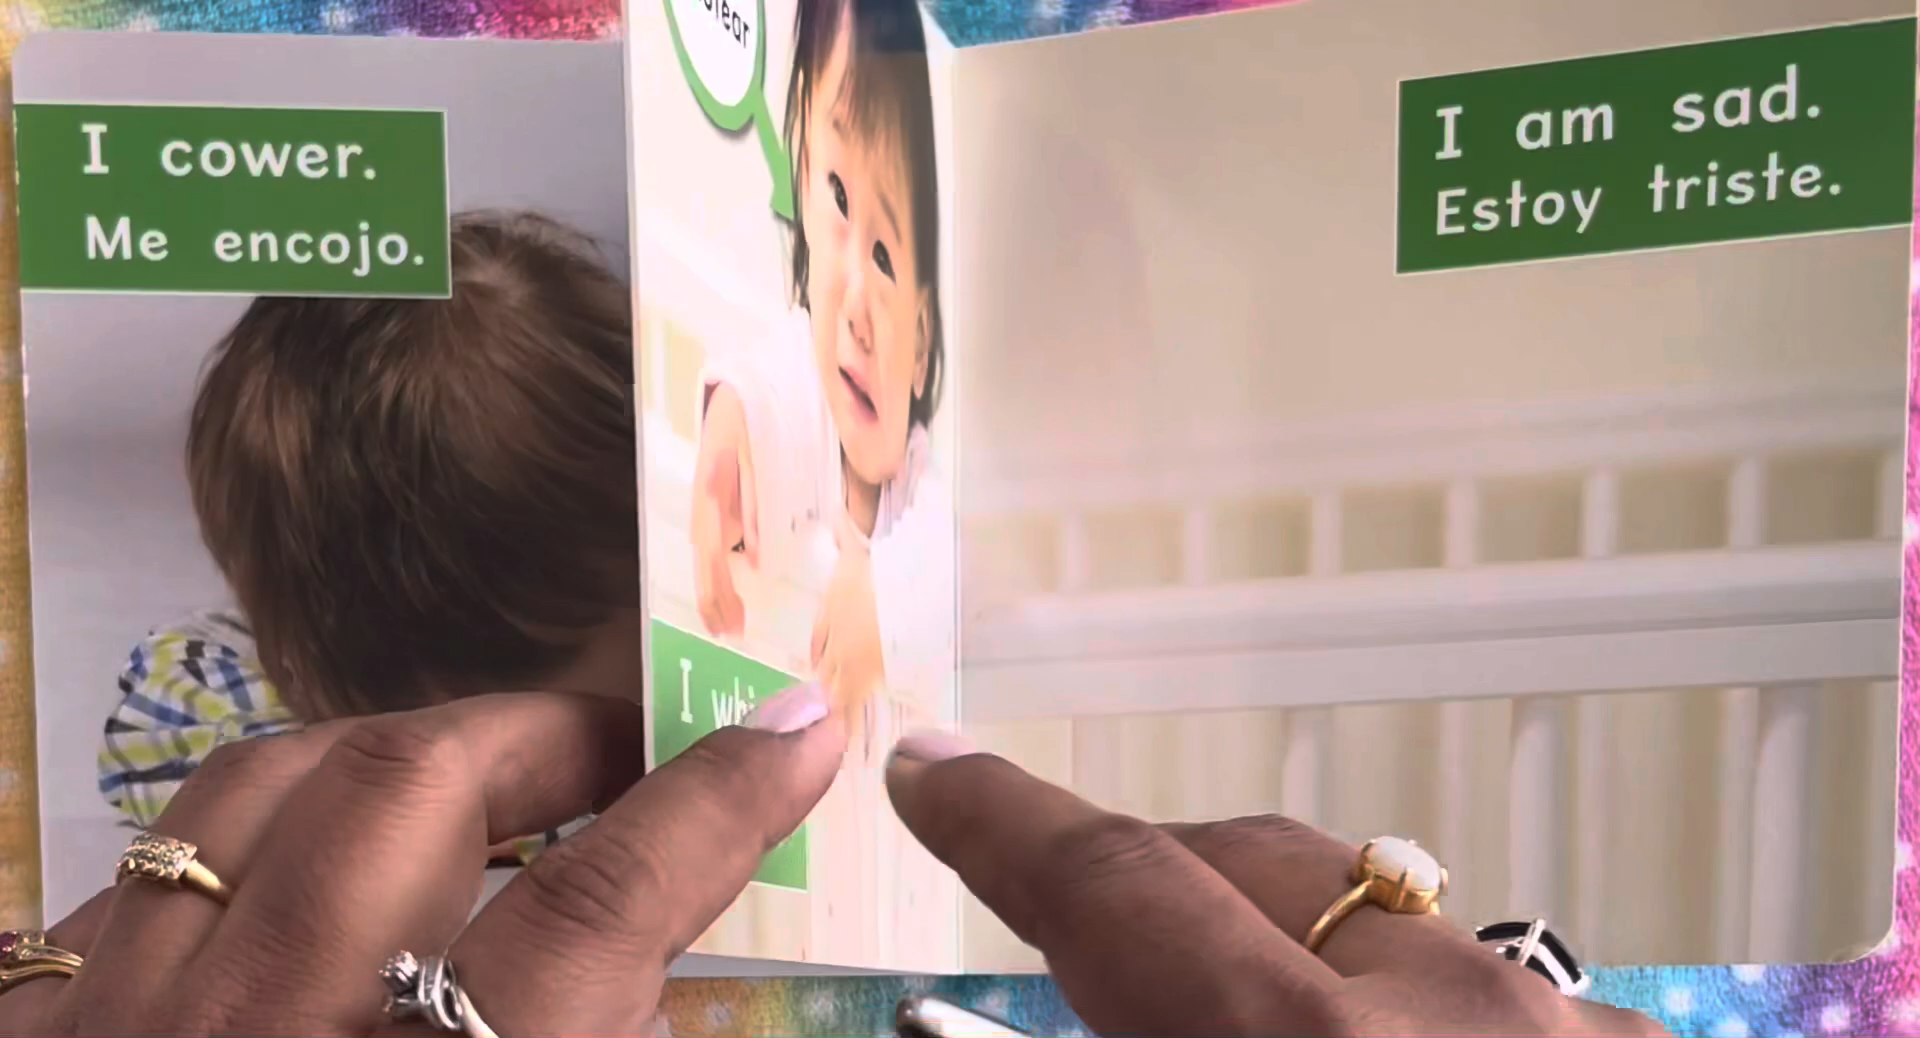 I cower.
Me encojo.
I
I am sad.
Estoy triste.